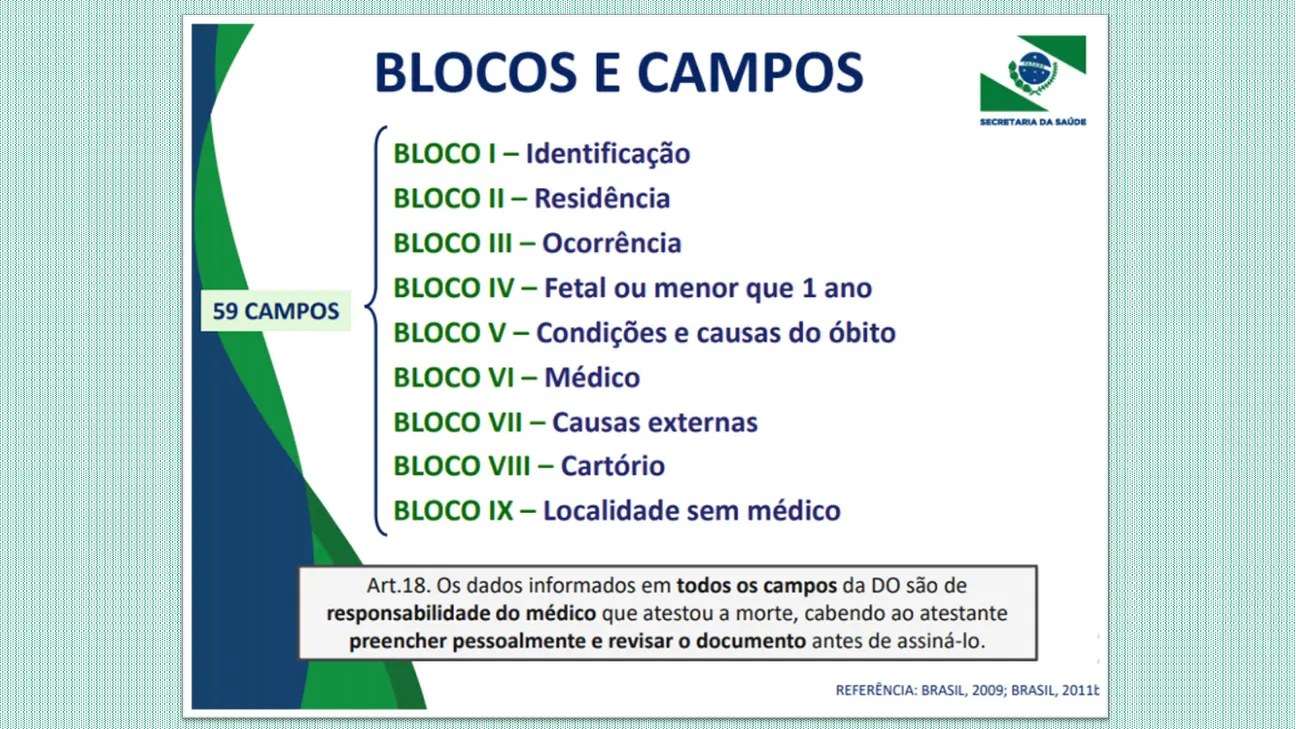 BLOCOS E CAMPOS
SECRETARIA DA SAÚDE
BLOCO I – Identificação
BLOCO II – Residência
BLOCO III – Ocorrência
BLOCO IV – Fetal ou menor que 1 ano
59 CAMPOS
BLOCO V – Condições e causas do óbito
BLOCO VI – Médico
BLOCO VII – Causas externas
BLOCO VIII – Cartório
BLOCO IX – Localidade sem médico
Art.18. Os dados informados em todos os campos da DO são de
responsabilidade do médico que atestou a morte, cabendo ao atestante
preencher pessoalmente e revisar o documento antes de assiná-lo.
REFERÊNCIA: BRASIL, 2009; BRASIL, 2011b